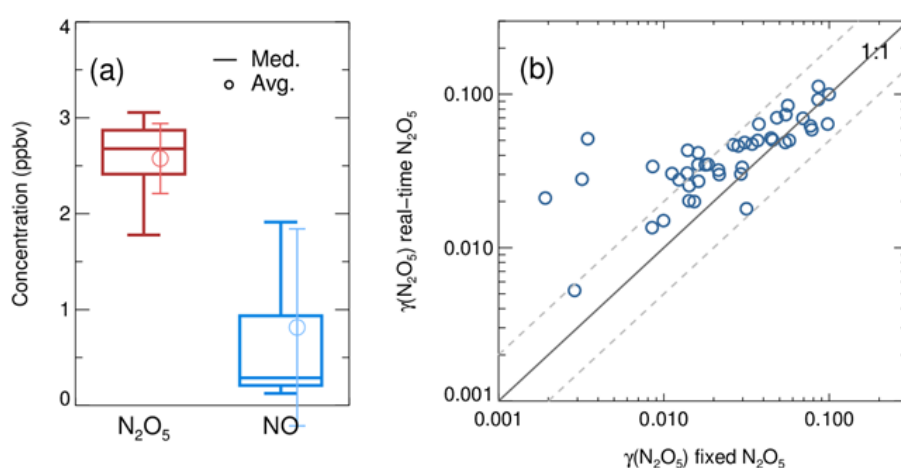 (a)
Med.
Avg.
Concentration (ppbv)
4
3
2
1
0
N₂O₅
NO
(b)
1:1
γ(N₂O₅) real-time N₂O₅
0.100
0.010
0.001
0.001
0.010
0.100
γ(N₂O₅) fixed N₂O₅